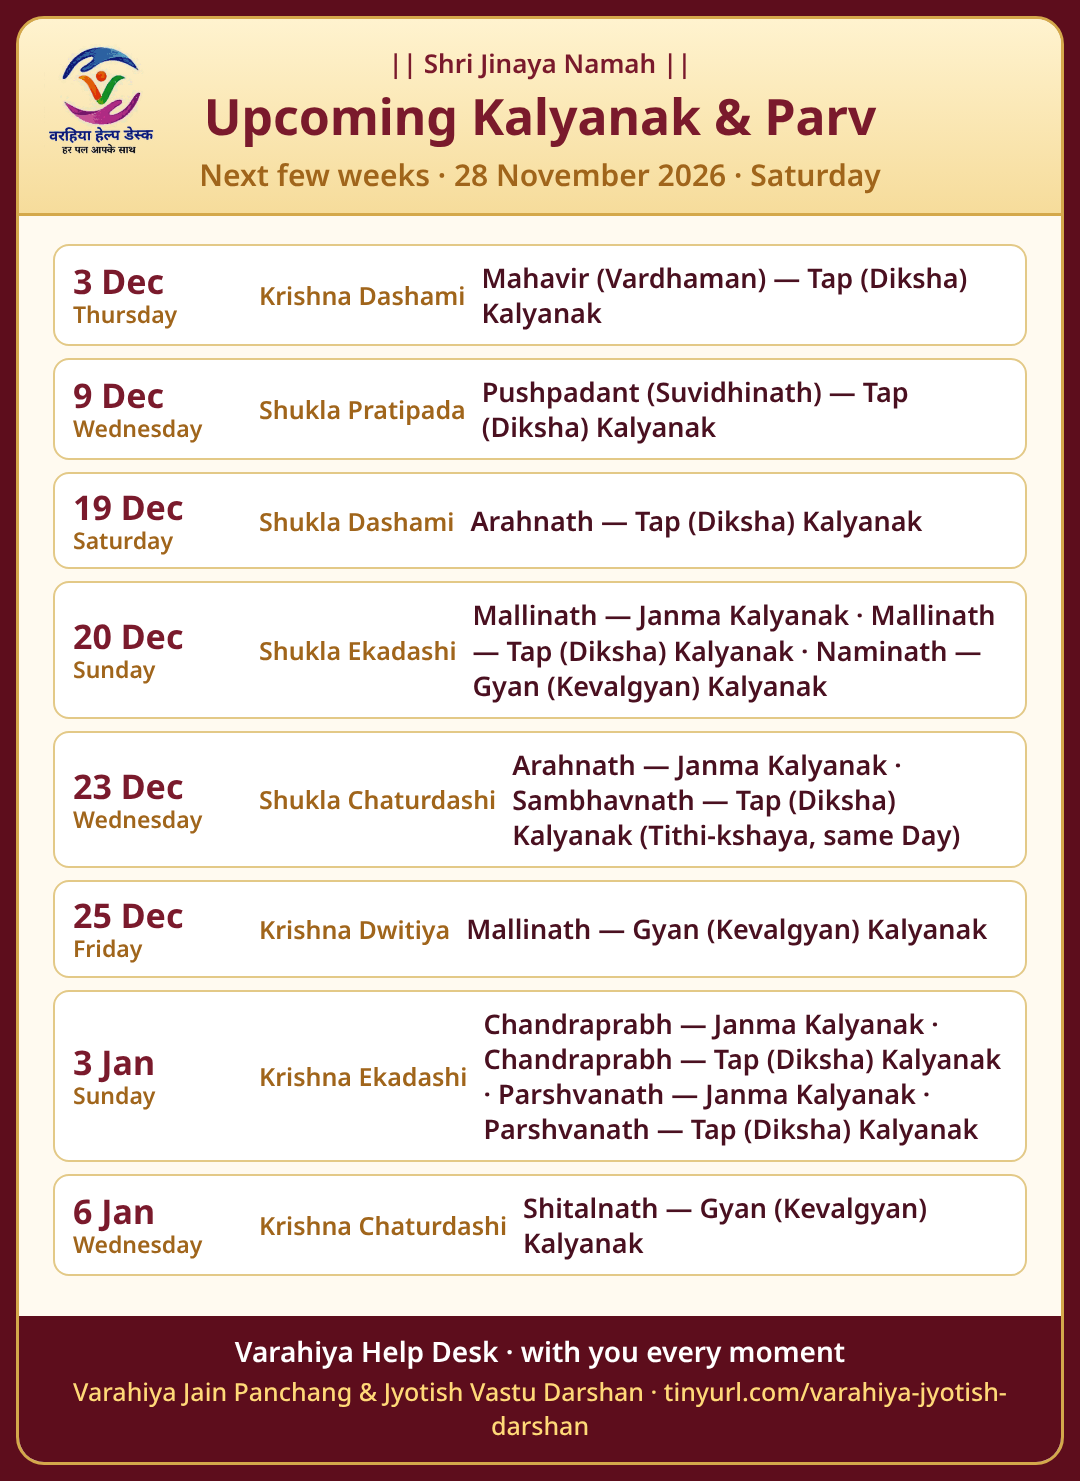 वरहिया हेल्प डेस्क
हर पल आपके साथ
|| Shri Jinaya Namah ||
Upcoming Kalyanak & Parv
Next few weeks · 28 November 2026 · Saturday
3 Dec
Thursday
Krishna Dashami
Mahavir (Vardhaman) — Tap (Diksha)
Kalyanak
9 Dec
Wednesday
Shukla Pratipada
Pushpadant (Suvidhinath) — Tap
(Diksha) Kalyanak
19 Dec
Saturday
Shukla Dashami
Arahnath — Tap (Diksha) Kalyanak
20 Dec
Sunday
Shukla Ekadashi
Mallinath — Janma Kalyanak · Mallinath
— Tap (Diksha) Kalyanak · Naminath —
Gyan (Kevalgyan) Kalyanak
23 Dec
Wednesday
Shukla Chaturdashi
Arahnath — Janma Kalyanak ·
Sambhavnath — Tap (Diksha)
Kalyanak (Tithi-kshaya, same Day)
25 Dec
Friday
Krishna Dwitiya
Mallinath — Gyan (Kevalgyan) Kalyanak
3 Jan
Sunday
Krishna Ekadashi
Chandraprabh — Janma Kalyanak ·
Chandraprabh — Tap (Diksha) Kalyanak
· Parshvanath — Janma Kalyanak ·
Parshvanath — Tap (Diksha) Kalyanak
6 Jan
Wednesday
Krishna Chaturdashi
Shitalnath — Gyan (Kevalgyan)
Kalyanak
Varahiya Help Desk · with you every moment
Varahiya Jain Panchang & Jyotish Vastu Darshan · tinyurl.com/varahiya-jyotish-
darshan